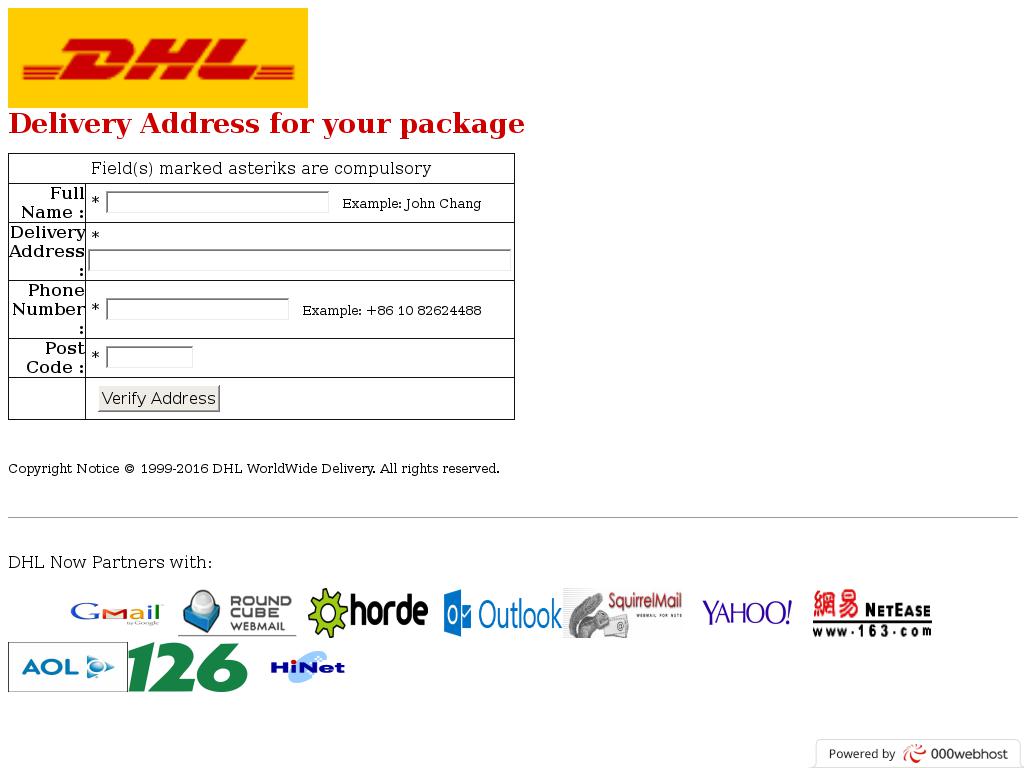 DHL
Delivery Address for your package
Field(s) marked asteriks are compulsory
Full Name : * Example: John Chang
Delivery Address : *
Phone Number : * Example: +86 10 82624488
Post Code : *
Verify Address
Copyright Notice © 1999-2016 DHL WorldWide Delivery. All rights reserved.
DHL Now Partners with:
Gmail by Google ROUND CUBE WEBMAIL horde Outlook SquirrelMail WEBMAIL FOR NUTS YAHOO! 網易 NETEASE www.163.com
AOL 126 HiNet
Powered by 000webhost